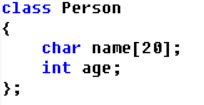 class Person
{
    char name[20];
    int age;
};